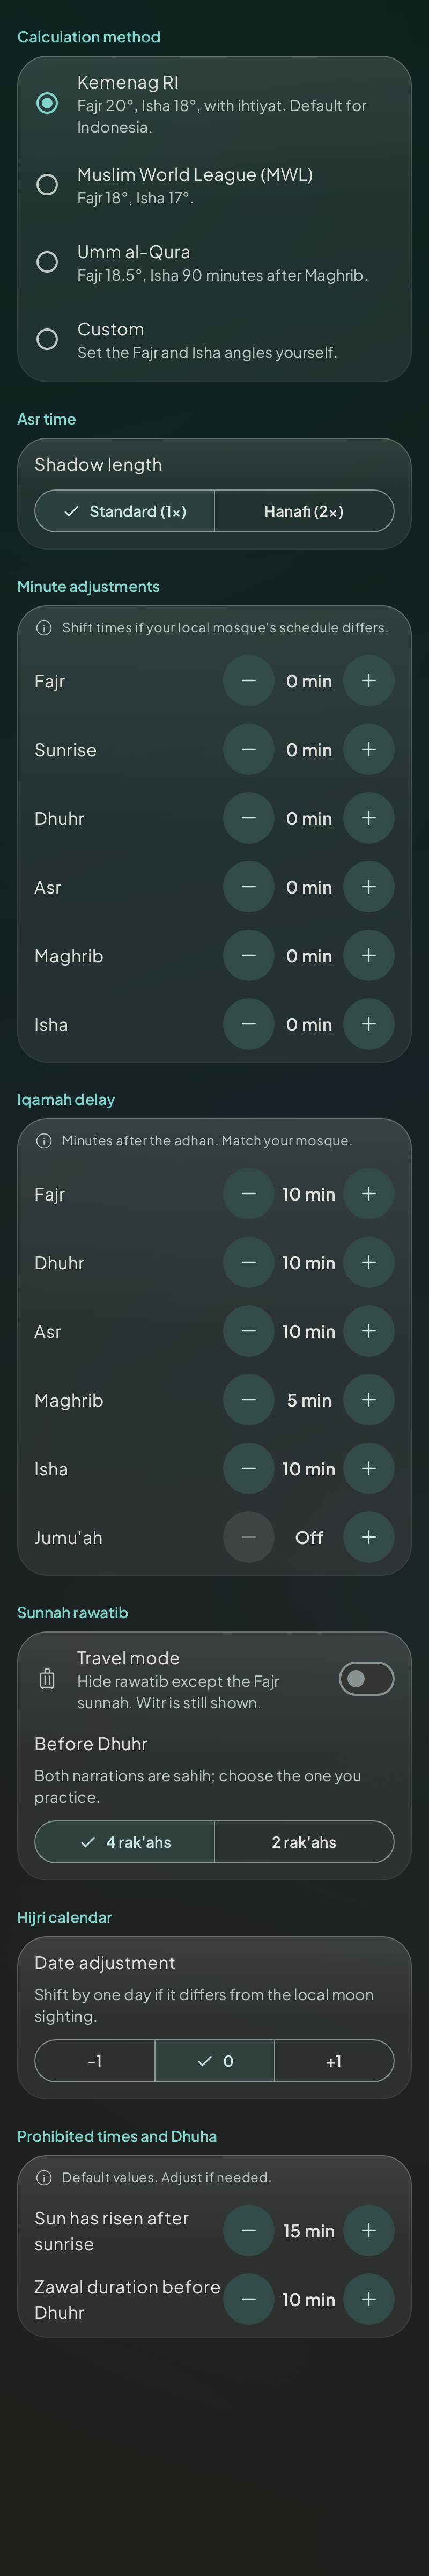 Calculation method
Kemenag RI
Fajr 20°, Isha 18°, with ihtiyat. Default for
Indonesia.
Muslim World League (MWL)
Fajr 18°, Isha 17°.
Umm al-Qura
Fajr 18.5°, Isha 90 minutes after Maghrib.
Custom
Set the Fajr and Isha angles yourself.
Asr time
Shadow length
Standard (1×)
Hanafi (2×)
Minute adjustments
Shift times if your local mosque's schedule differs.
Fajr − 0 min +
Sunrise − 0 min +
Dhuhr − 0 min +
Asr − 0 min +
Maghrib − 0 min +
Isha − 0 min +
Iqamah delay
Minutes after the adhan. Match your mosque.
Fajr − 10 min +
Dhuhr − 10 min +
Asr − 10 min +
Maghrib − 5 min +
Isha − 10 min +
Jumu'ah − Off +
Sunnah rawatib
Travel mode
Hide rawatib except the Fajr
sunnah. Witr is still shown.
Before Dhuhr
Both narrations are sahih; choose the one you
practice.
4 rak'ahs
2 rak'ahs
Hijri calendar
Date adjustment
Shift by one day if it differs from the local moon
sighting.
-1
0
+1
Prohibited times and Dhuha
Default values. Adjust if needed.
Sun has risen after
sunrise
− 15 min +
Zawal duration before
Dhuhr
− 10 min +